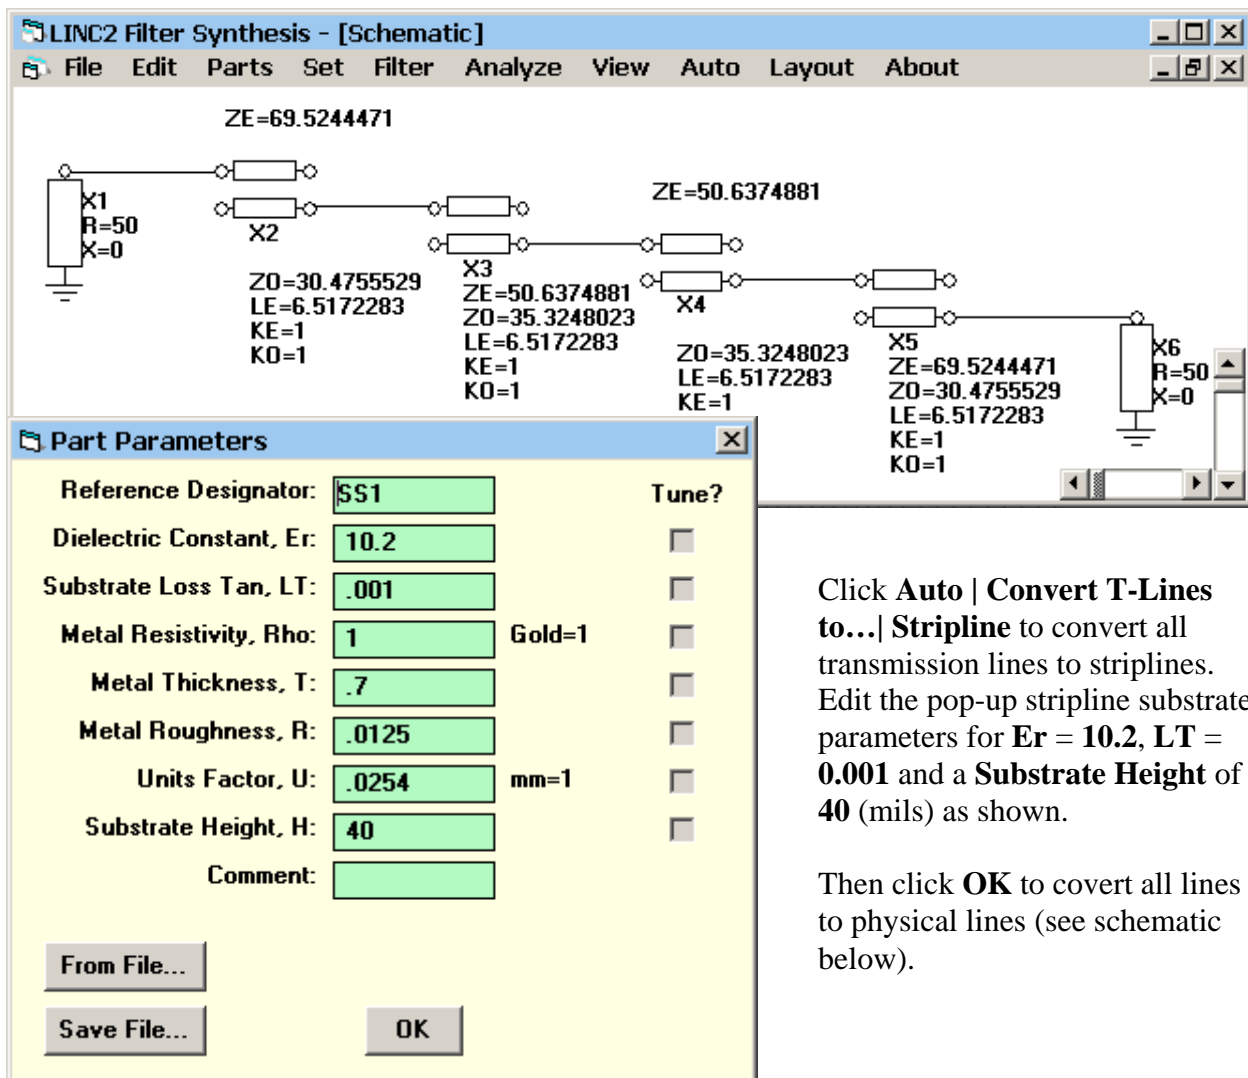 LINC2 Filter Synthesis - [Schematic]
File Edit Parts Set Filter Analyze View Auto Layout About
ZE=69.5244471
X1
R=50
X=0
X2
ZO=30.4755529
LE=6.5172283
KE=1
KO=1
X3
ZE=50.6374881
ZO=35.3248023
LE=6.5172283
KE=1
KO=1
ZE=50.6374881
X4
ZO=35.3248023
LE=6.5172283
KE=1
X5
ZE=69.5244471
ZO=30.4755529
LE=6.5172283
KE=1
KO=1
X6
R=50
X=0
Part Parameters
Reference Designator: SS1 Tune?
Dielectric Constant, Er: 10.2
Substrate Loss Tan, LT: .001
Metal Resistivity, Rho: 1 Gold=1
Metal Thickness, T: .7
Metal Roughness, R: .0125
Units Factor, U: .0254 mm=1
Substrate Height, H: 40
Comment:
From File...
Save File... OK
Click Auto | Convert T-Lines
to…| Stripline to convert all
transmission lines to striplines.
Edit the pop-up stripline substrate
parameters for Er = 10.2, LT =
0.001 and a Substrate Height of
40 (mils) as shown.
Then click OK to covert all lines
to physical lines (see schematic
below).